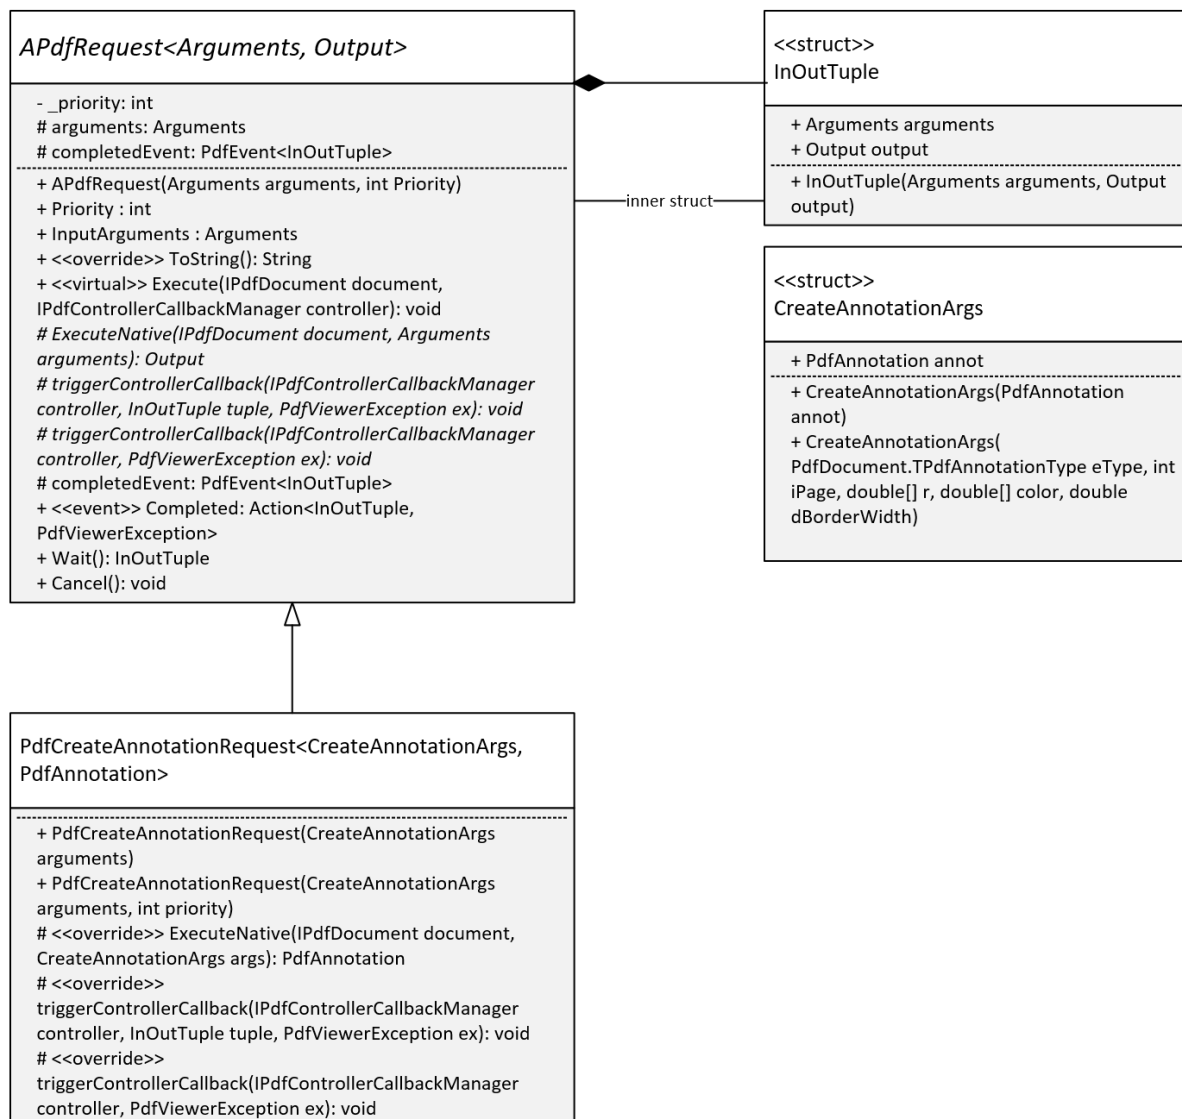 APdfRequest<Arguments, Output>
- _priority: int
# arguments: Arguments
# completedEvent: PdfEvent<InOutTuple>
+ APdfRequest(Arguments arguments, int Priority)
+ Priority : int
+ InputArguments : Arguments
+ <<override>> ToString(): String
+ <<virtual>> Execute(IPdfDocument document,
IPdfControllerCallbackManager controller): void
# ExecuteNative(IPdfDocument document, Arguments
arguments): Output
# triggerControllerCallback(IPdfControllerCallbackManager
controller, InOutTuple tuple, PdfViewerException ex): void
# triggerControllerCallback(IPdfControllerCallbackManager
controller, PdfViewerException ex): void
# completedEvent: PdfEvent<InOutTuple>
+ <<event>> Completed: Action<InOutTuple,
PdfViewerException>
+ Wait(): InOutTuple
+ Cancel(): void
inner struct
<<struct>>
InOutTuple
+ Arguments arguments
+ Output output
+ InOutTuple(Arguments arguments, Output
output)
<<struct>>
CreateAnnotationArgs
+ PdfAnnotation annot
+ CreateAnnotationArgs(PdfAnnotation
annot)
+ CreateAnnotationArgs(
PdfDocument.TPdfAnnotationType eType, int
iPage, double[] r, double[] color, double
dBorderWidth)
PdfCreateAnnotationRequest<CreateAnnotationArgs,
PdfAnnotation>
+ PdfCreateAnnotationRequest(CreateAnnotationArgs
arguments)
+ PdfCreateAnnotationRequest(CreateAnnotationArgs
arguments, int priority)
# <<override>> ExecuteNative(IPdfDocument document,
CreateAnnotationArgs args): PdfAnnotation
# <<override>>
triggerControllerCallback(IPdfControllerCallbackManager
controller, InOutTuple tuple, PdfViewerException ex): void
# <<override>>
triggerControllerCallback(IPdfControllerCallbackManager
controller, PdfViewerException ex): void